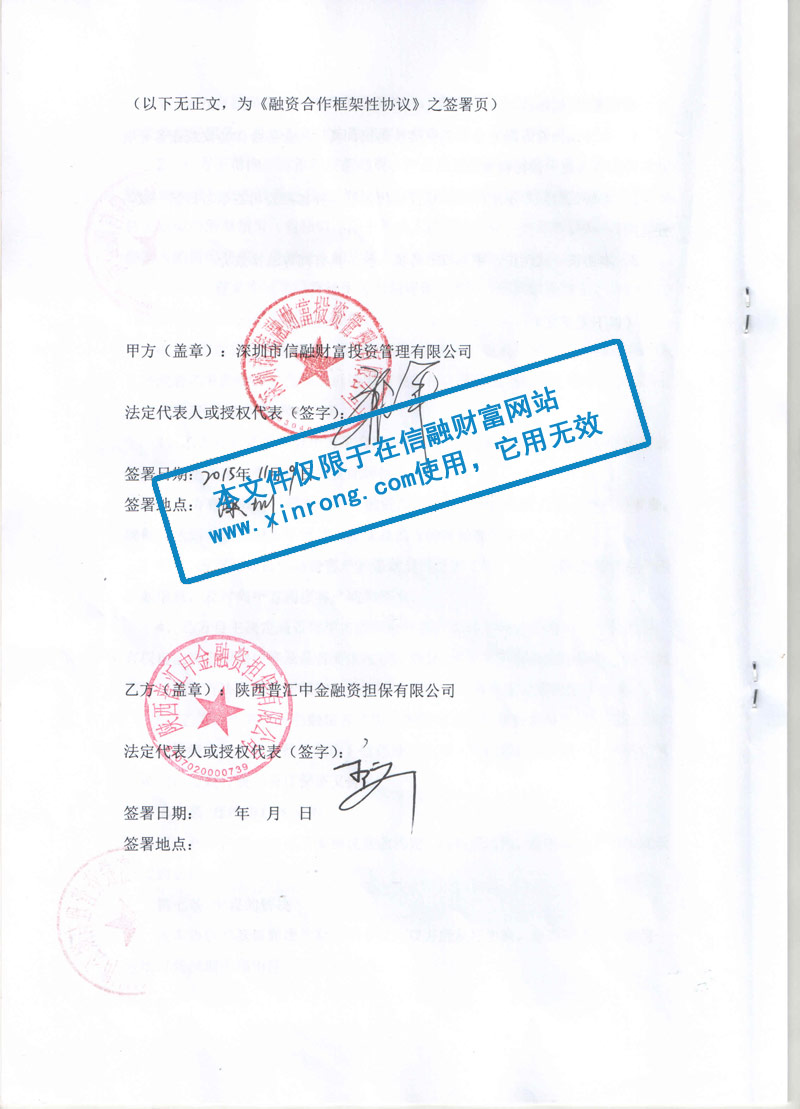 （以下无正文，为《融资合作框架性协议》之签署页）
甲方（盖章）：深圳市信融财富投资管理有限公司
深圳市信融财富投资管理有限公司
法定代表人或授权代表（签字）：
签署日期：2015年11月
签署地点：深圳
本文件仅限于在信融财富网站
www.xinrong.com使用，它用无效
乙方（盖章）：陕西普汇中金融资担保有限公司
陕西普汇中金融资担保有限公司
07020000739
法定代表人或授权代表（签字）：
签署日期： 年 月 日
签署地点：